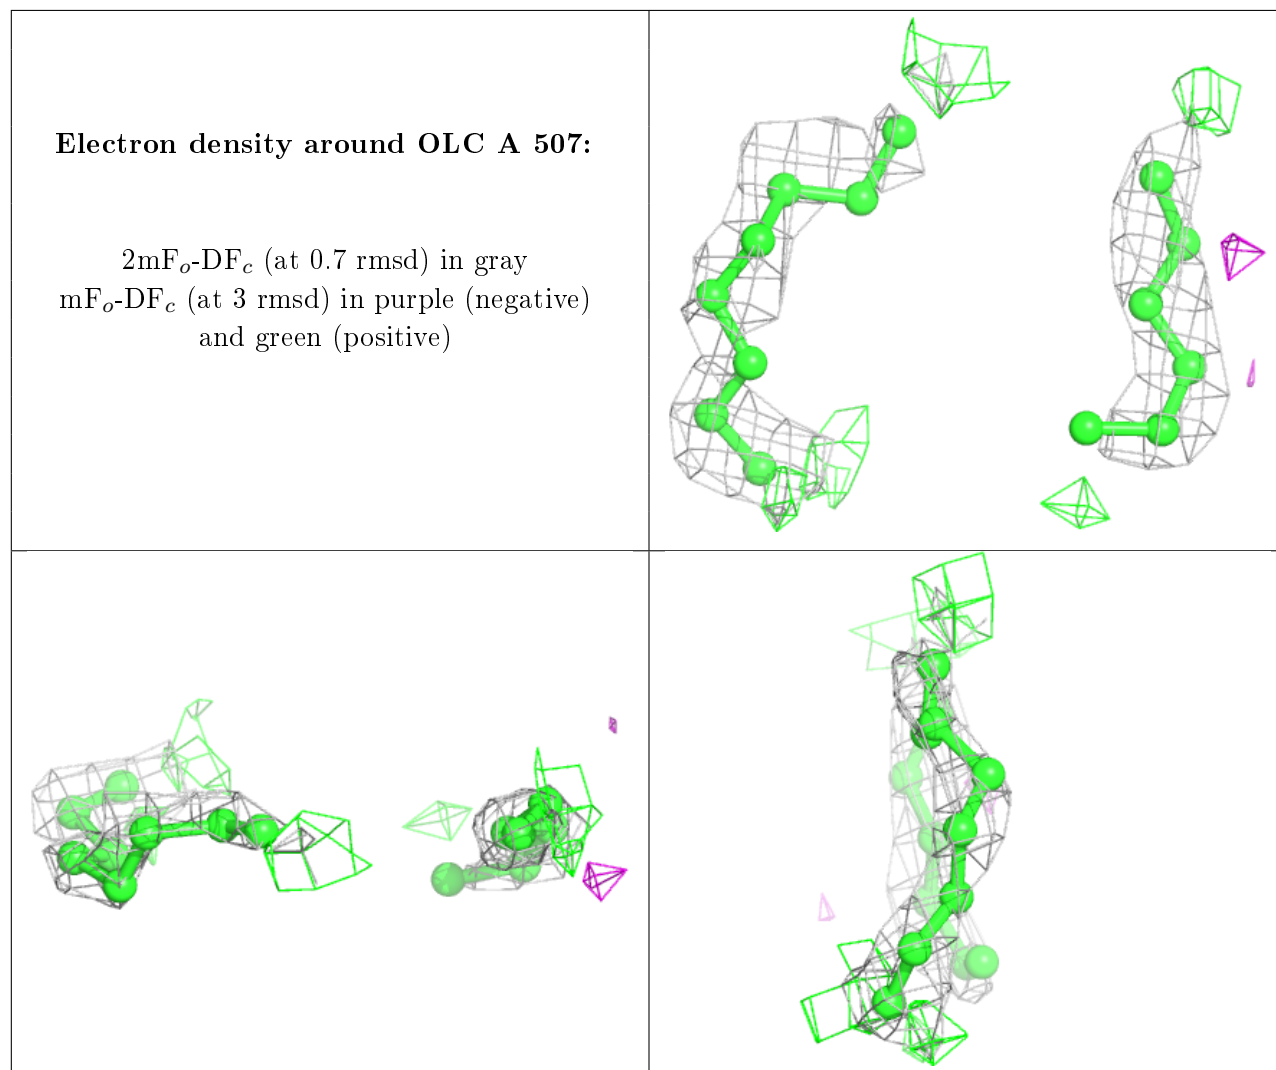 Electron density around OLC A 507:
2mFo-DFc (at 0.7 rmsd) in gray
mFo-DFc (at 3 rmsd) in purple (negative)
and green (positive)